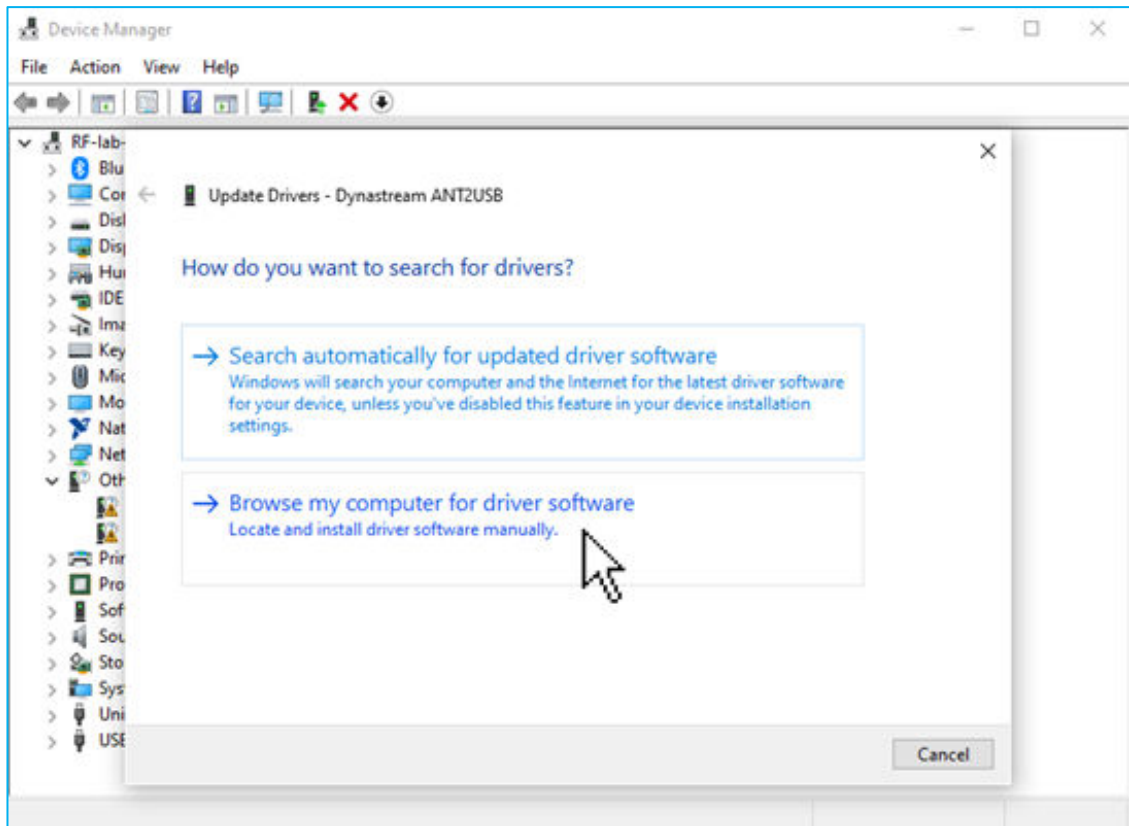 Device Manager
File Action View Help
RF-lab-
Blu
Cor
Disl
Disp
Hur
IDE
Ima
Key
Mic
Mo
Nat
Net
Oth
Prir
Pro
Sof
Sou
Sto
Sys
Uni
USB
Update Drivers - Dynastream ANT2USB
How do you want to search for drivers?
Search automatically for updated driver software
Windows will search your computer and the Internet for the latest driver software
for your device, unless you've disabled this feature in your device installation
settings.
Browse my computer for driver software
Locate and install driver software manually.
Cancel